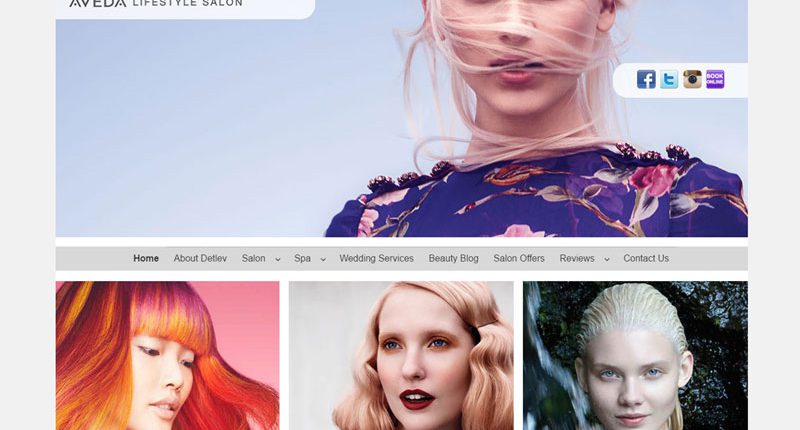 AVEDA LIFESTYLE SALON
BOOK
ONLINE
Home About Detlev Salon Spa Wedding Services Beauty Blog Salon Offers Reviews Contact Us